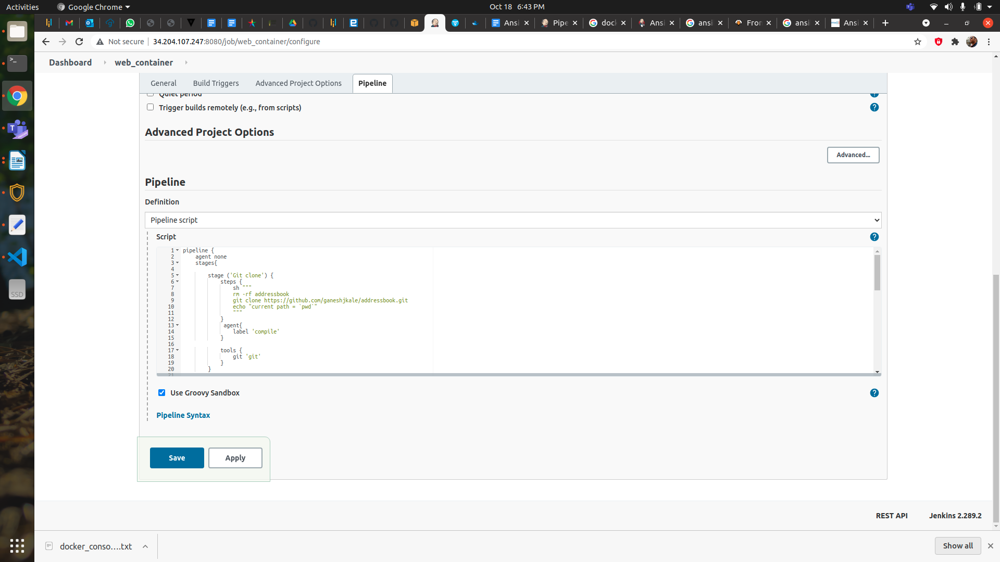 Activities
Google Chrome
Oct 18 6:43 PM
Ansi
Pipe
doc
Ansi
ansi
Fron
ansi
Ansi
Not secure
34.204.107.247:8080/job/web_container/configure
Dashboard
web_container
General
Build Triggers
Advanced Project Options
Pipeline
Quiet period
Trigger builds remotely (e.g., from scripts)
Advanced Project Options
Advanced...
Pipeline
Definition
Pipeline script
Script
1 pipeline {
2 agent none
3 stages{
4
5 stage ('Git clone') {
6 steps {
7 sh """
8 rm -rf addressbook
9 git clone https://github.com/ganeshjkale/addressbook.git
10 echo "current path = `pwd`"
11 """
12 }
13 agent{
14 label 'compile'
15 }
16
17 tools {
18 git 'git'
19 }
20 }
21
Use Groovy Sandbox
Pipeline Syntax
Save
Apply
REST API
Jenkins 2.289.2
docker_conso....txt
Show all
SSD